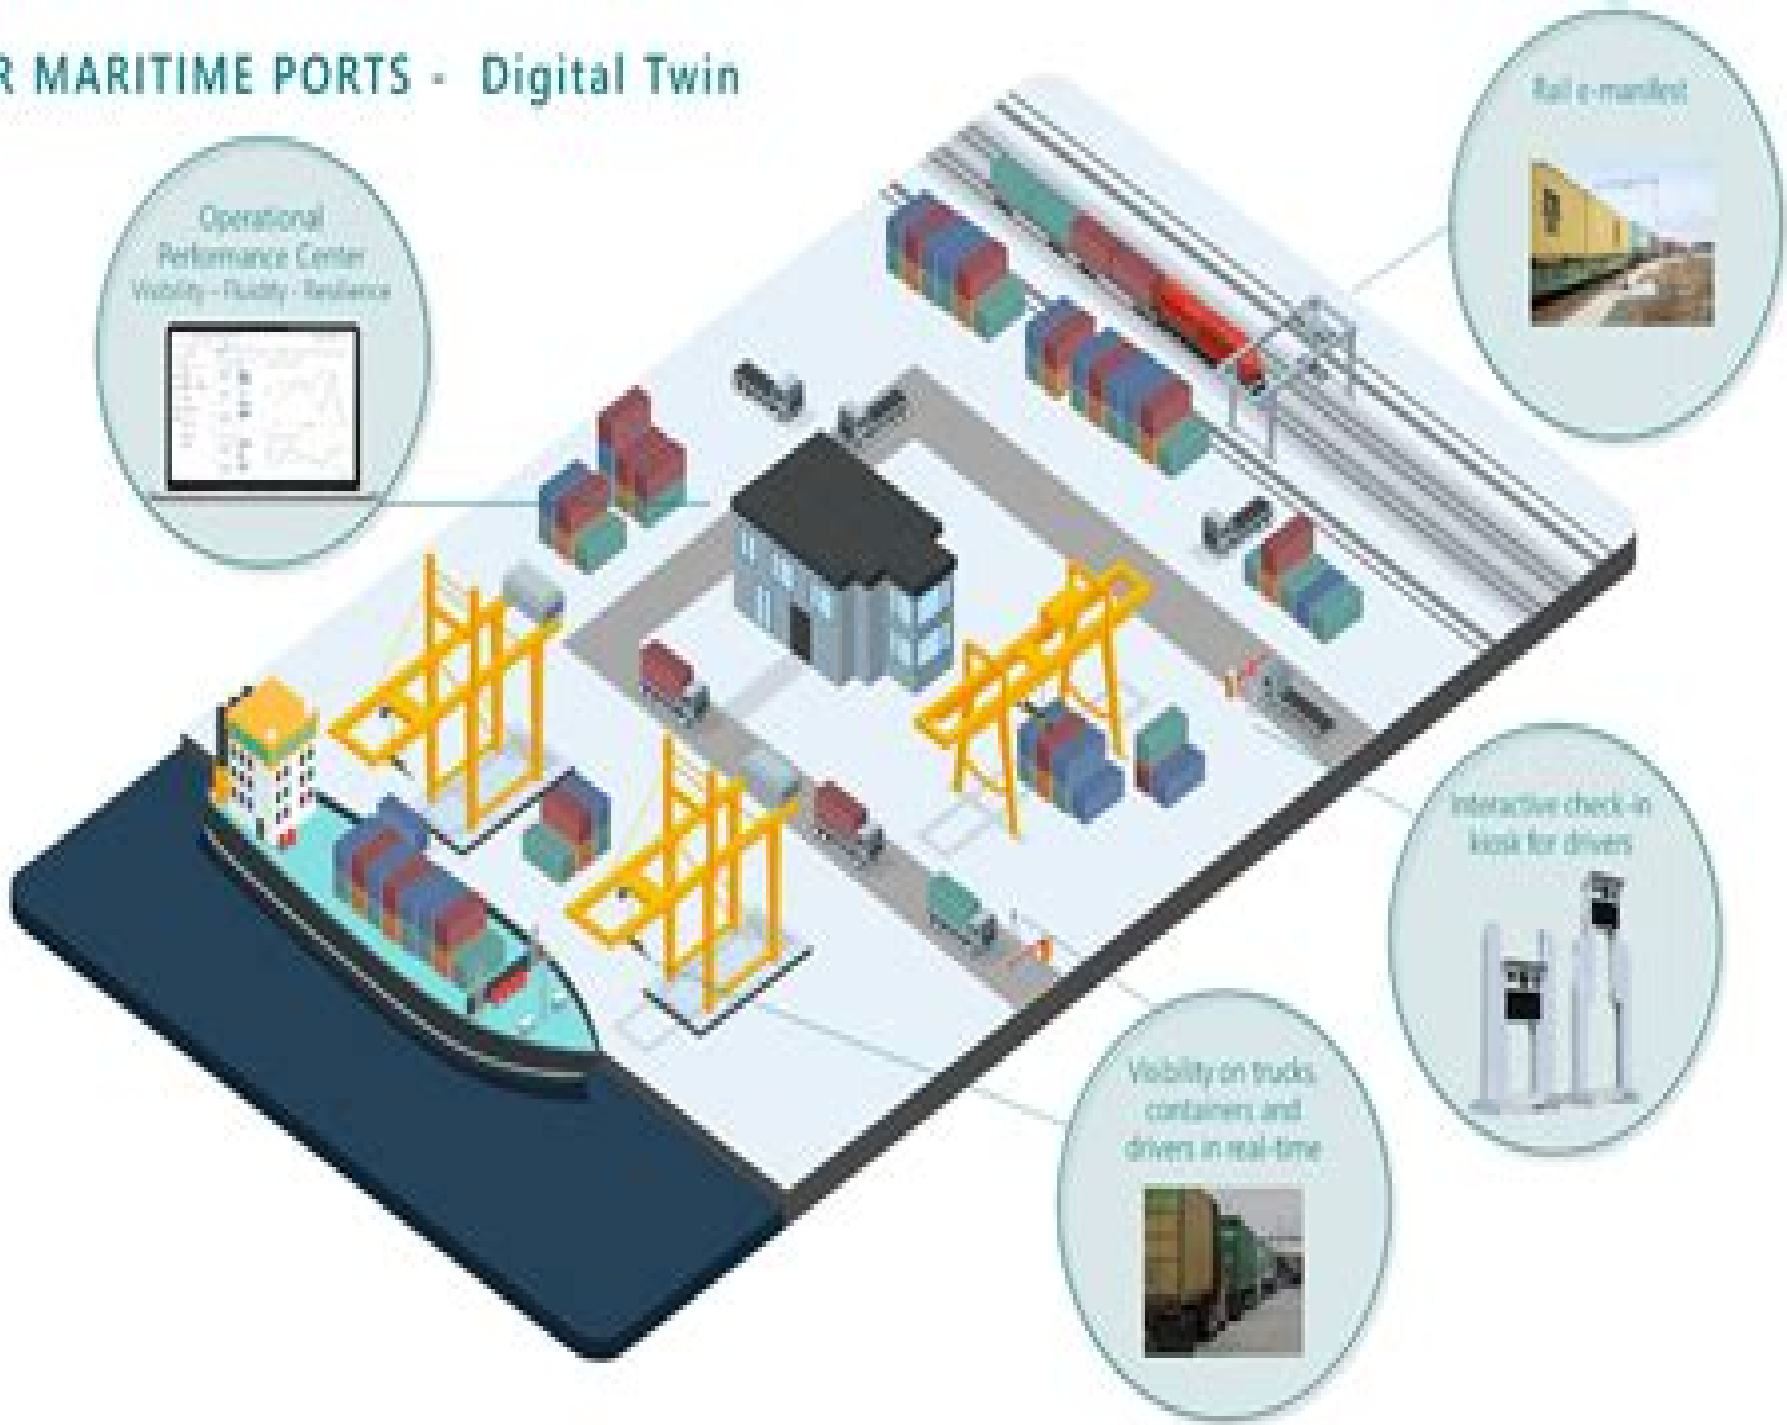 R MARITIME PORTS - Digital Twin
Operational
Performance Center
Visibility - Fluidity - Resilience
Rail e-manifest
Interactive check-in
kiosk for drivers
Visibility on trucks,
containers and
drivers in real-time